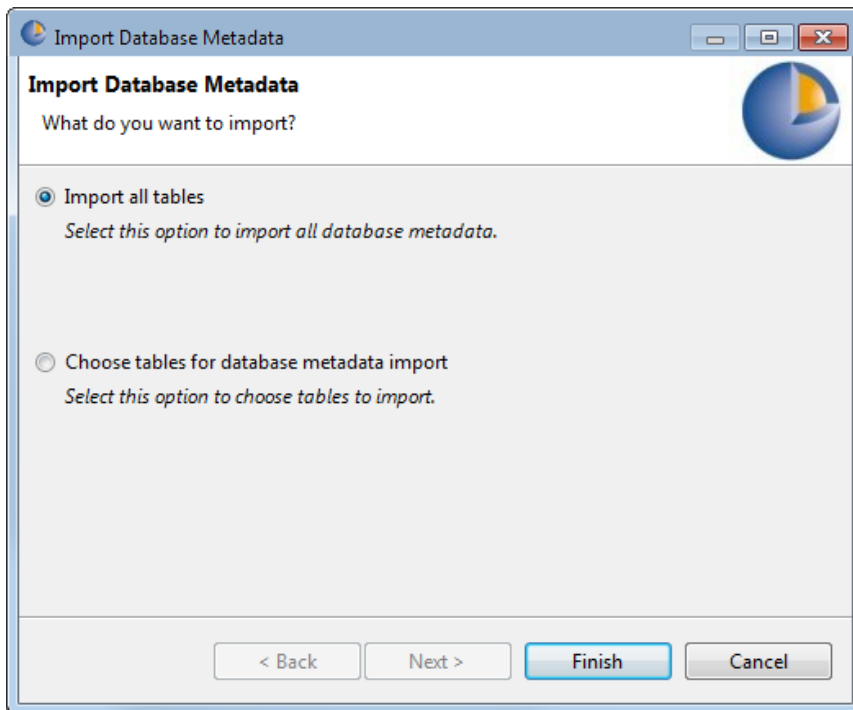 Import Database Metadata
Import Database Metadata
What do you want to import?
Import all tables
Select this option to import all database metadata.
Choose tables for database metadata import
Select this option to choose tables to import.
< Back Next > Finish Cancel